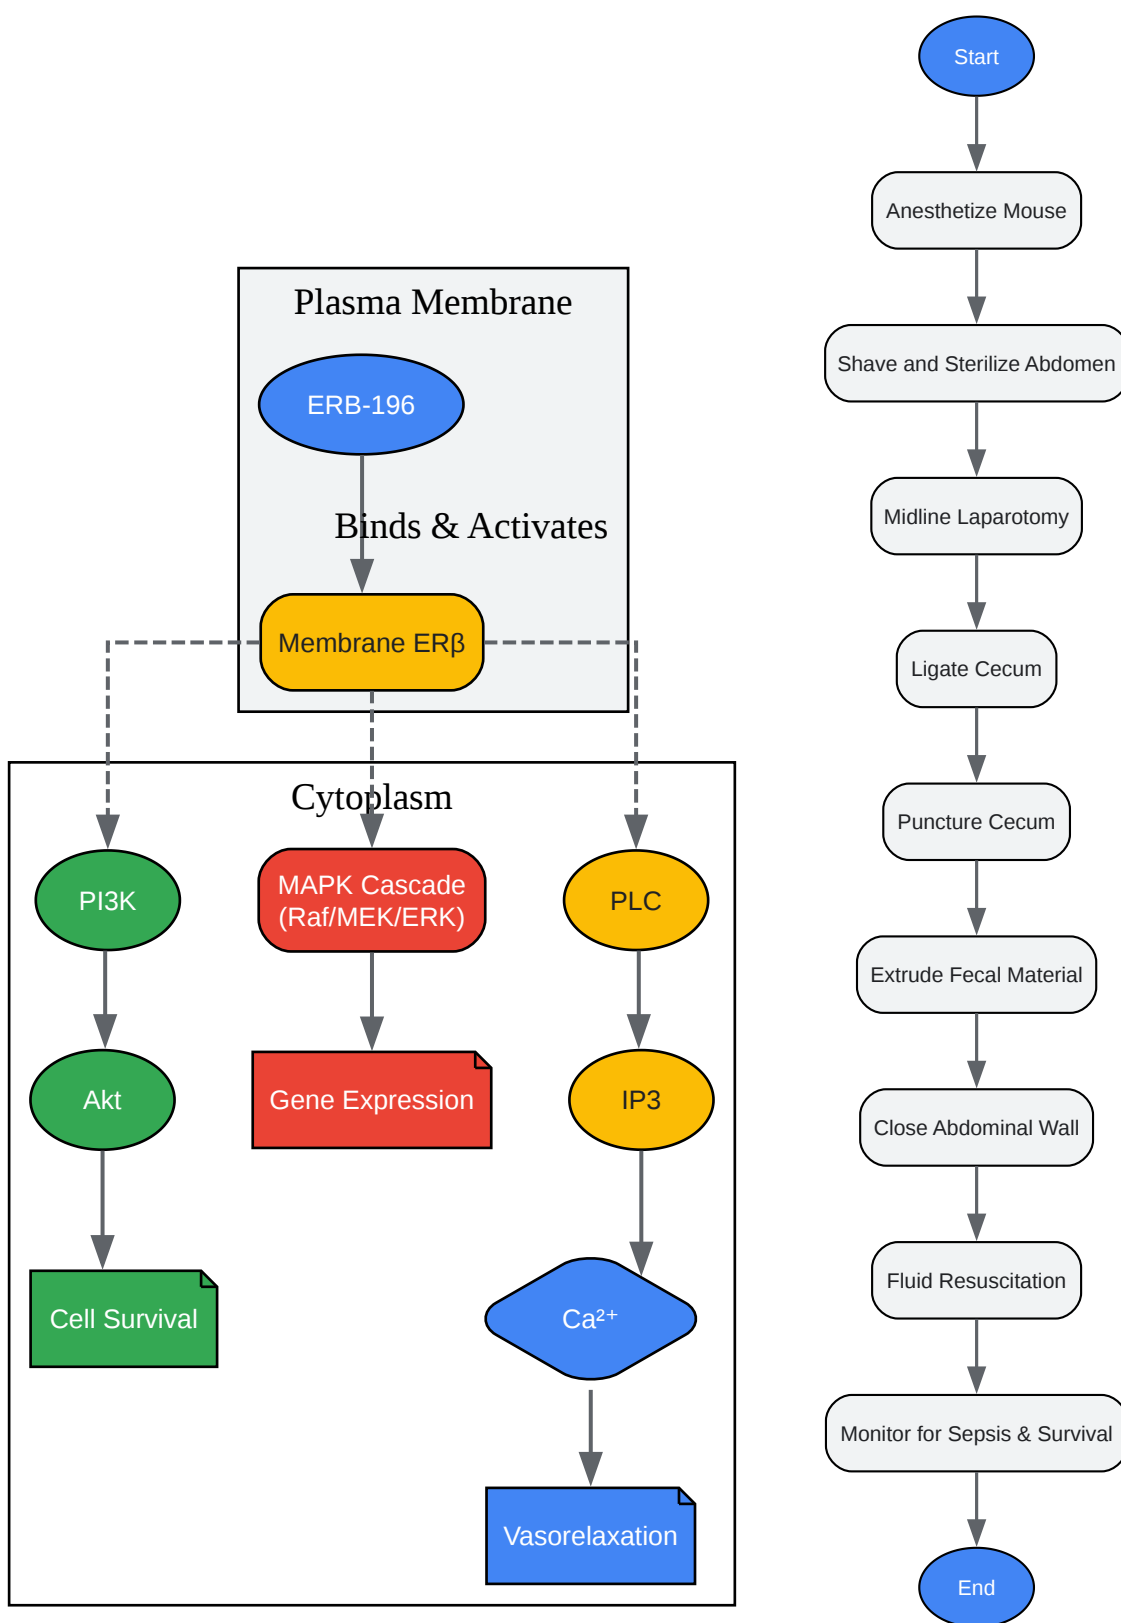 Plasma Membrane
ERB-196
Binds & Activates
Membrane ERβ
Cytoplasm
PI3K
MAPK Cascade
(Raf/MEK/ERK)
PLC
Akt
Gene Expression
IP3
Cell Survival
Ca²⁺
Vasorelaxation
Start
Anesthetize Mouse
Shave and Sterilize Abdomen
Midline Laparotomy
Ligate Cecum
Puncture Cecum
Extrude Fecal Material
Close Abdominal Wall
Fluid Resuscitation
Monitor for Sepsis & Survival
End